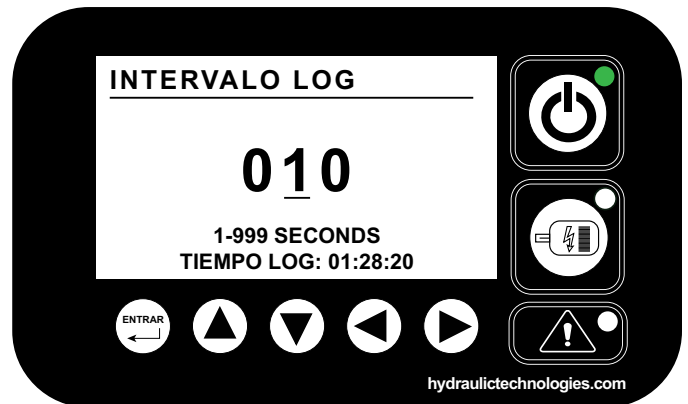 INTERVALO LOG
010
1-999 SECONDS
TIEMPO LOG: 01:28:20
ENTRAR
hydraulictechnologies.com